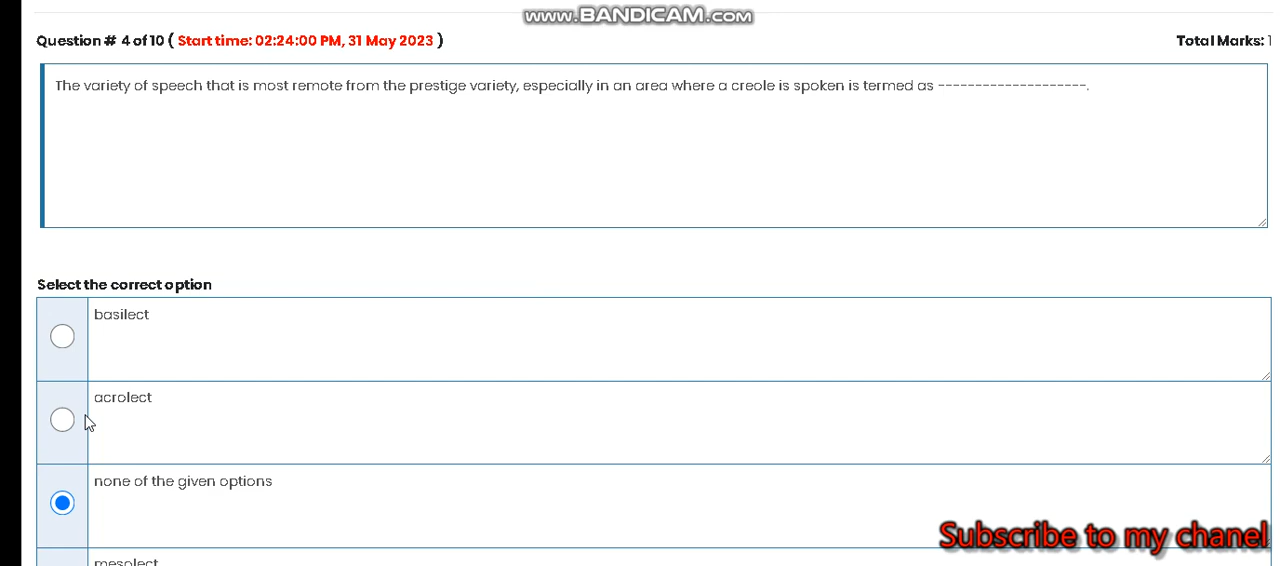 www.BANDICAM.com
Question # 4 of 10 ( Start time: 02:24:00 PM, 31 May 2023 )
Total Marks: 1
The variety of speech that is most remote from the prestige variety, especially in an area where a creole is spoken is termed as --------------------.
Select the correct option
basilect
acrolect
none of the given options
Subscribe to my chanel
mesolect